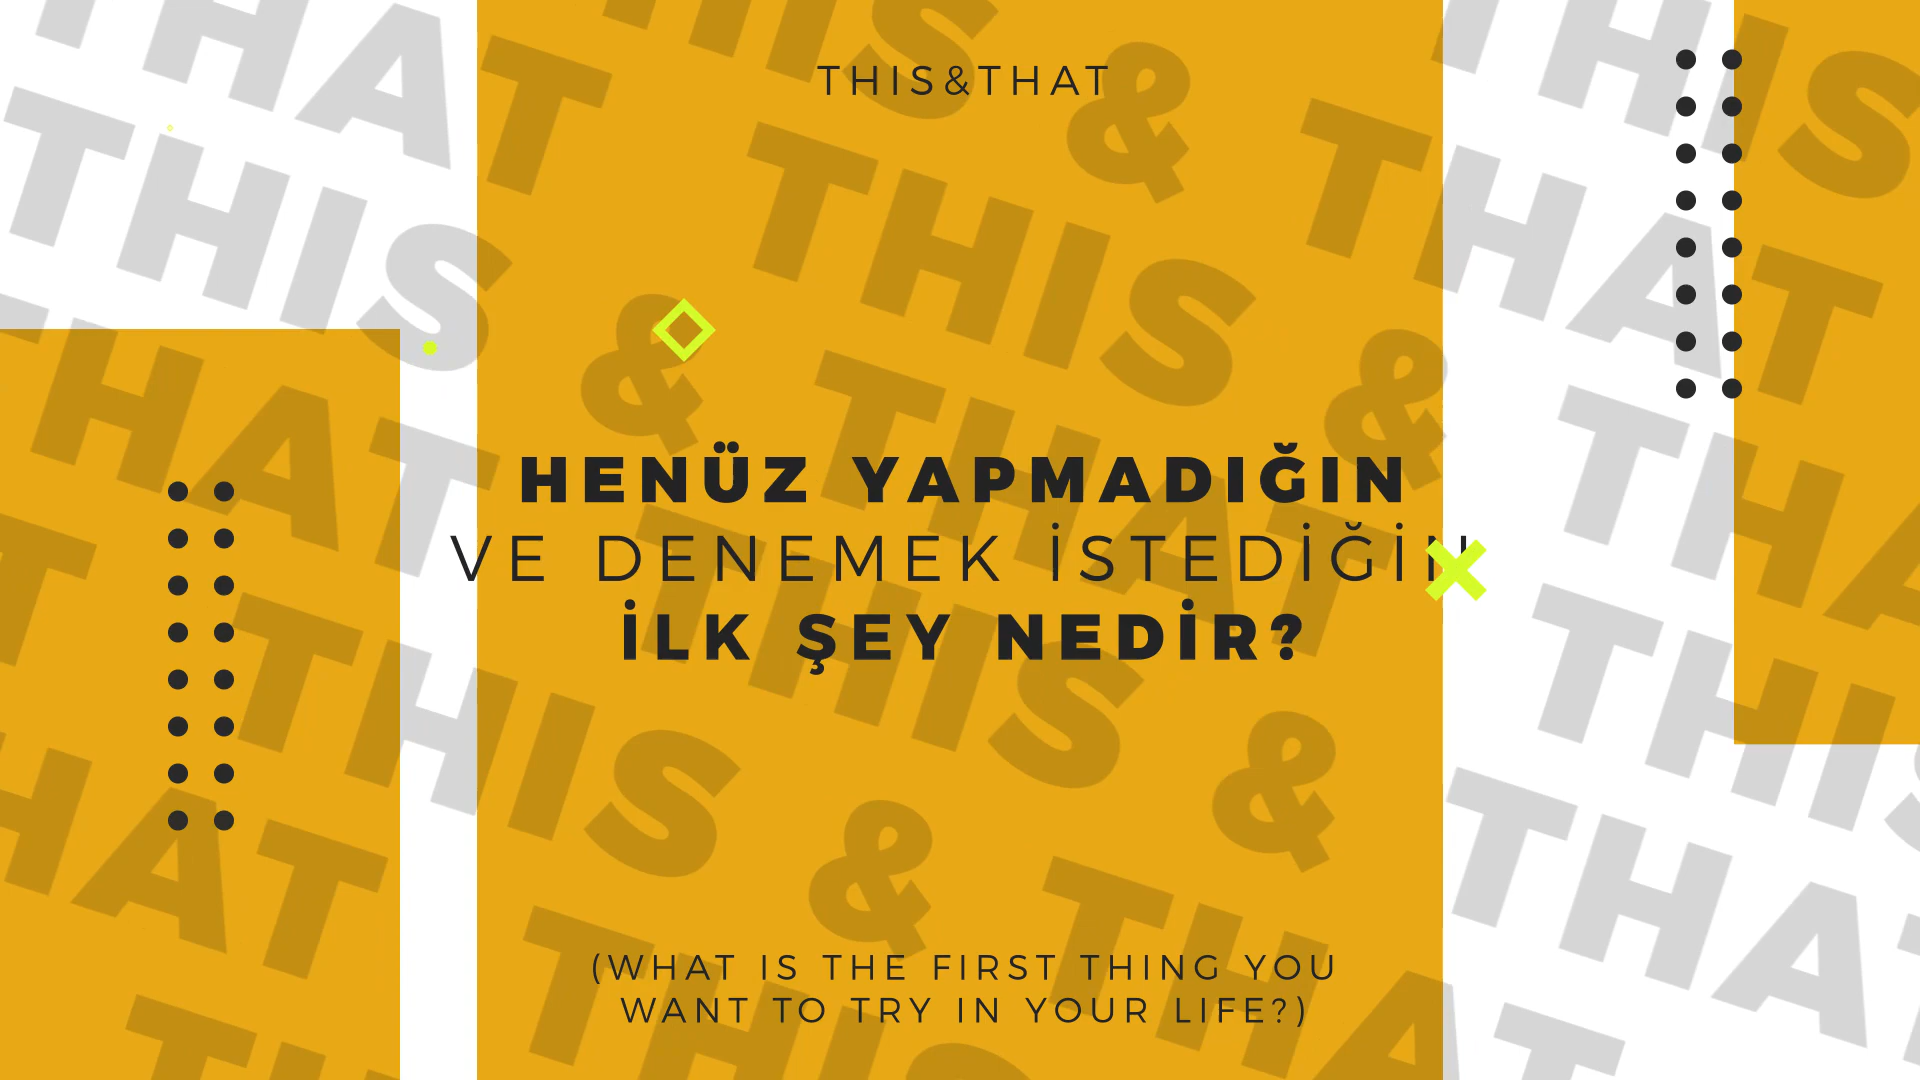 THIS&THAT
HENÜZ YAPMADIĞIN
VE DENEMEK İSTEDİĞİN
İLK ŞEY NEDİR?
(WHAT IS THE FIRST THING YOU
WANT TO TRY IN YOUR LIFE?)